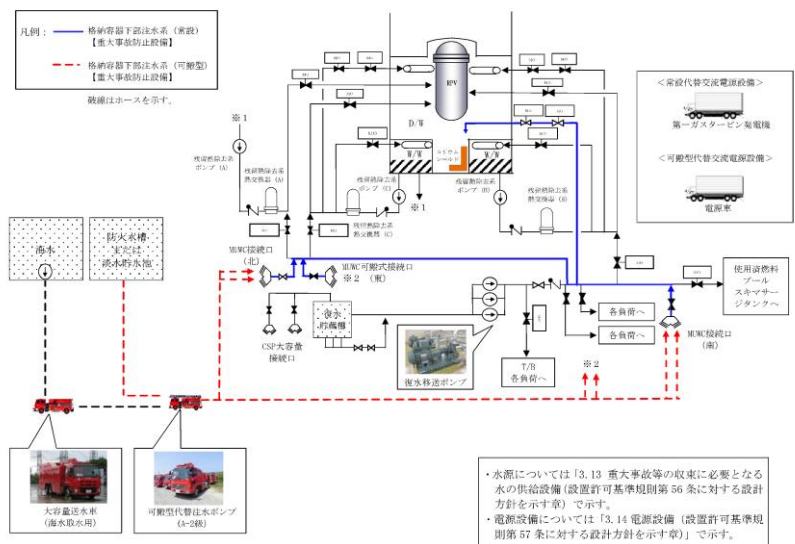 凡例：
格納容器下部注水系（常設）
【重大事故防止設備】
格納容器下部注水系（可搬型）
【重大事故防止設備】
破線はホースを示す。
RPV
D/W
W/W
W/W
コリウム
シールド
※1
※1
残留熱除去系
ポンプ（A）
残留熱除去系
熱交換器（A）
残留熱除去系
ポンプ（C）
残留熱除去系
熱交換器（C）
残留熱除去系
ポンプ（B）
残留熱除去系
熱交換器（B）
＜常設代替交流電源設備＞
第一ガスタービン発電機
＜可搬型代替交流電源設備＞
電源車
海水
防火水槽
または
淡水貯水池
MUWC接続口
（北）
MUWC可搬式接続口
※2（東）
復水
貯蔵槽
CSP大容量
接続口
復水移送ポンプ
T/B
各負荷へ
各負荷へ
各負荷へ
使用済燃料
プール
スキマサー
ジタンクへ
MUWC接続口
（南）
※2
大容量送水車
（海水取水用）
可搬型代替注水ポンプ
（A-2級）
・水源については「3.13 重大事故等の収束に必要となる
水の供給設備（設置許可基準規則第56条に対する設計
方針を示す章）で示す。
・電源設備については「3.14 電源設備（設置許可基準規
則第57条に対する設計方針を示す章）」で示す。